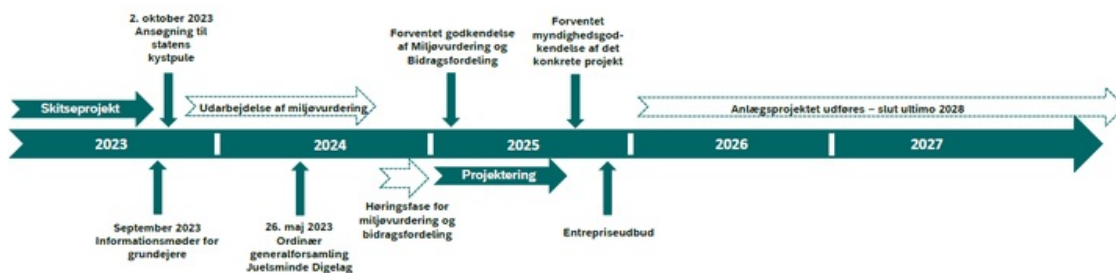 2. oktober 2023
Ansøgning til
statens
kystpulje
Forventet godkendelse
af Miljøvurdering og
Bidragsfordeling
Forventet
myndighedsgod-
kendelse af det
konkrete projekt
Skitseprojekt
Udarbejdelse af miljøvurdering
Anlægsprojektet udføres – slut ultimo 2028
2023
2024
2025
2026
2027
Projektering
September 2023
Informationsmøder for
grundejere
26. maj 2023
Ordinær
generalforsamling
Juelsminde Digelag
Høringsfase for
miljøvurdering og
bidragsfordeling
Entrepriseudbud